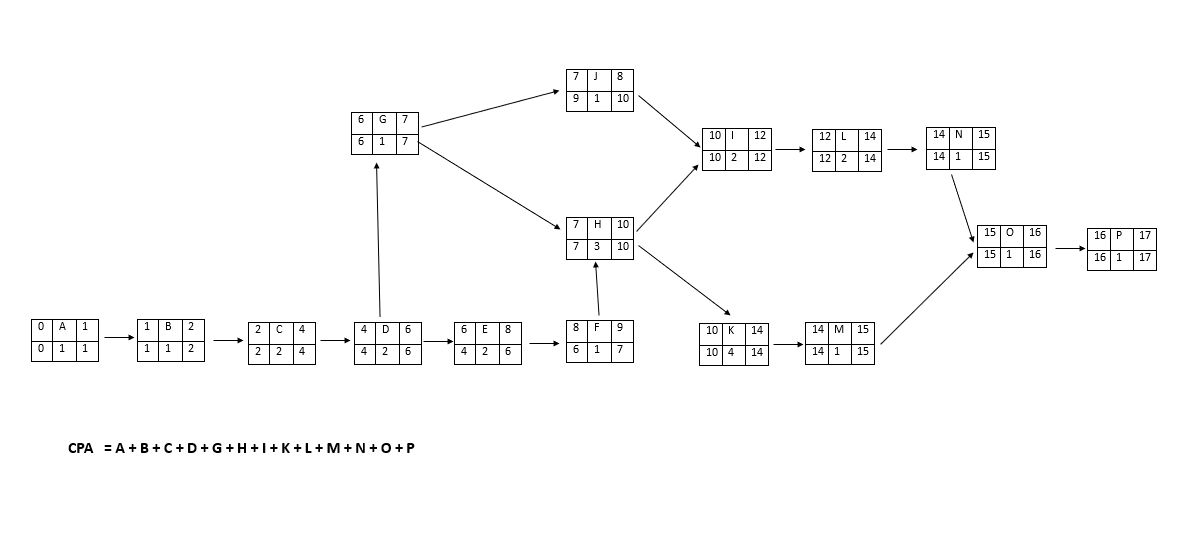 7 J 8
9 1 10
6 G 7
6 1 7
10 I 12
10 2 12
12 L 14
12 2 14
14 N 15
14 1 15
7 H 10
7 3 10
15 O 16
15 1 16
16 P 17
16 1 17
0 A 1
0 1 1
1 B 2
1 1 2
2 C 4
2 2 4
4 D 6
4 2 6
6 E 8
4 2 6
8 F 9
6 1 7
10 K 14
10 4 14
14 M 15
14 1 15
CPA = A + B + C + D + G + H + I + K + L + M + N + O + P